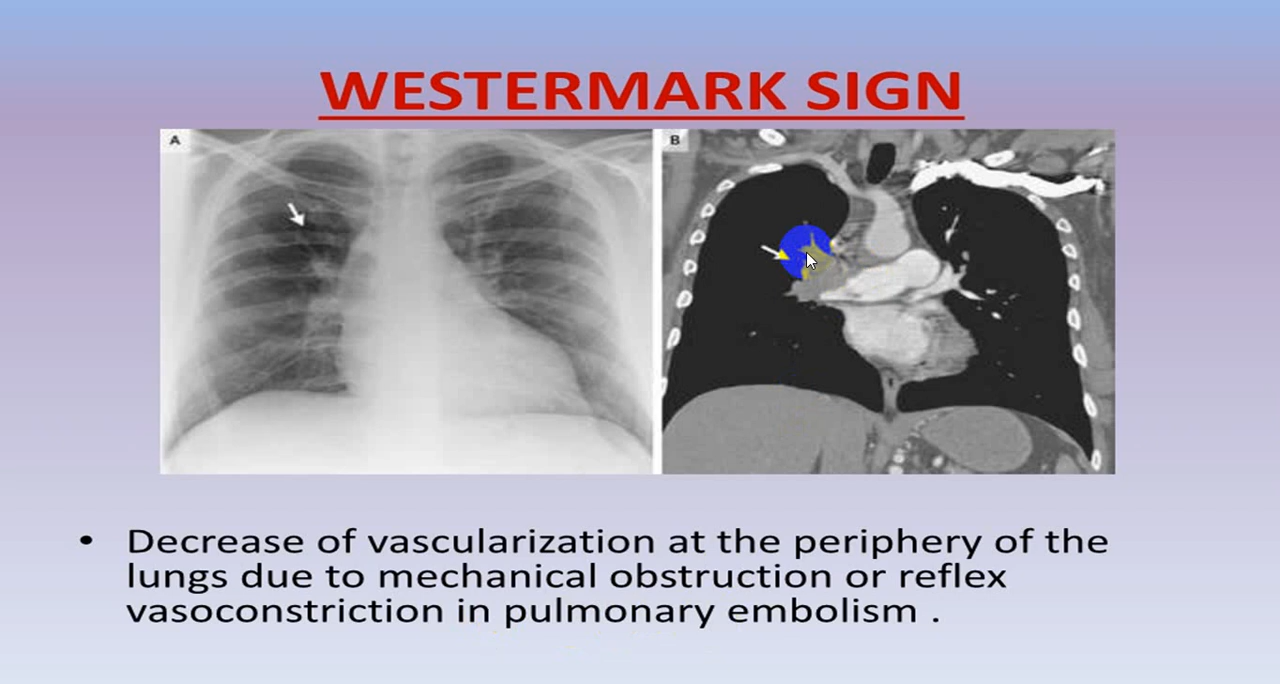 WESTERMARK SIGN
A
B
• Decrease of vascularization at the periphery of the
lungs due to mechanical obstruction or reflex
vasoconstriction in pulmonary embolism .